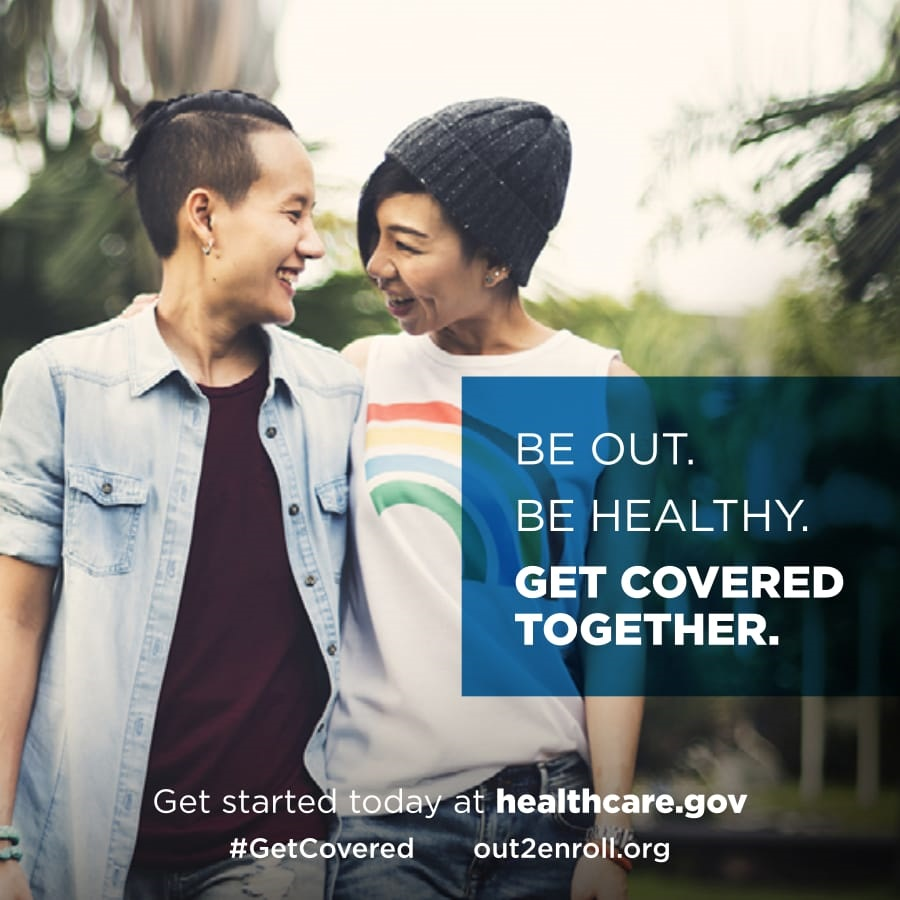 BE OUT.
BE HEALTHY.
GET COVERED
TOGETHER.
Get started today at healthcare.gov
#GetCovered out2enroll.org